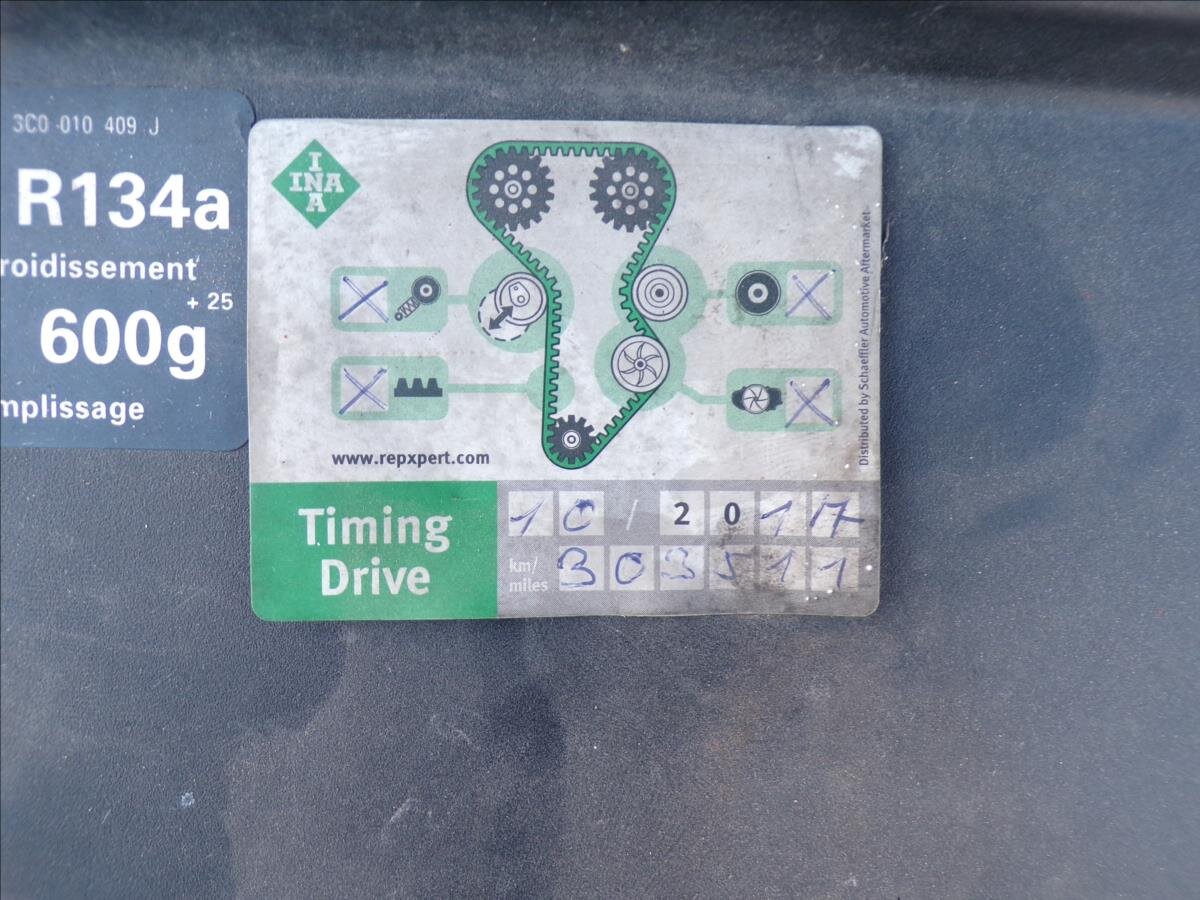 3C0 010 409 J
R134a
roidissement
+ 25
600g
mplissage
I
INA
A
www.repxpert.com
Distributed by Schaeffler Automotive Aftermarket
Timing
Drive
10 / 2017
km/
miles
303511